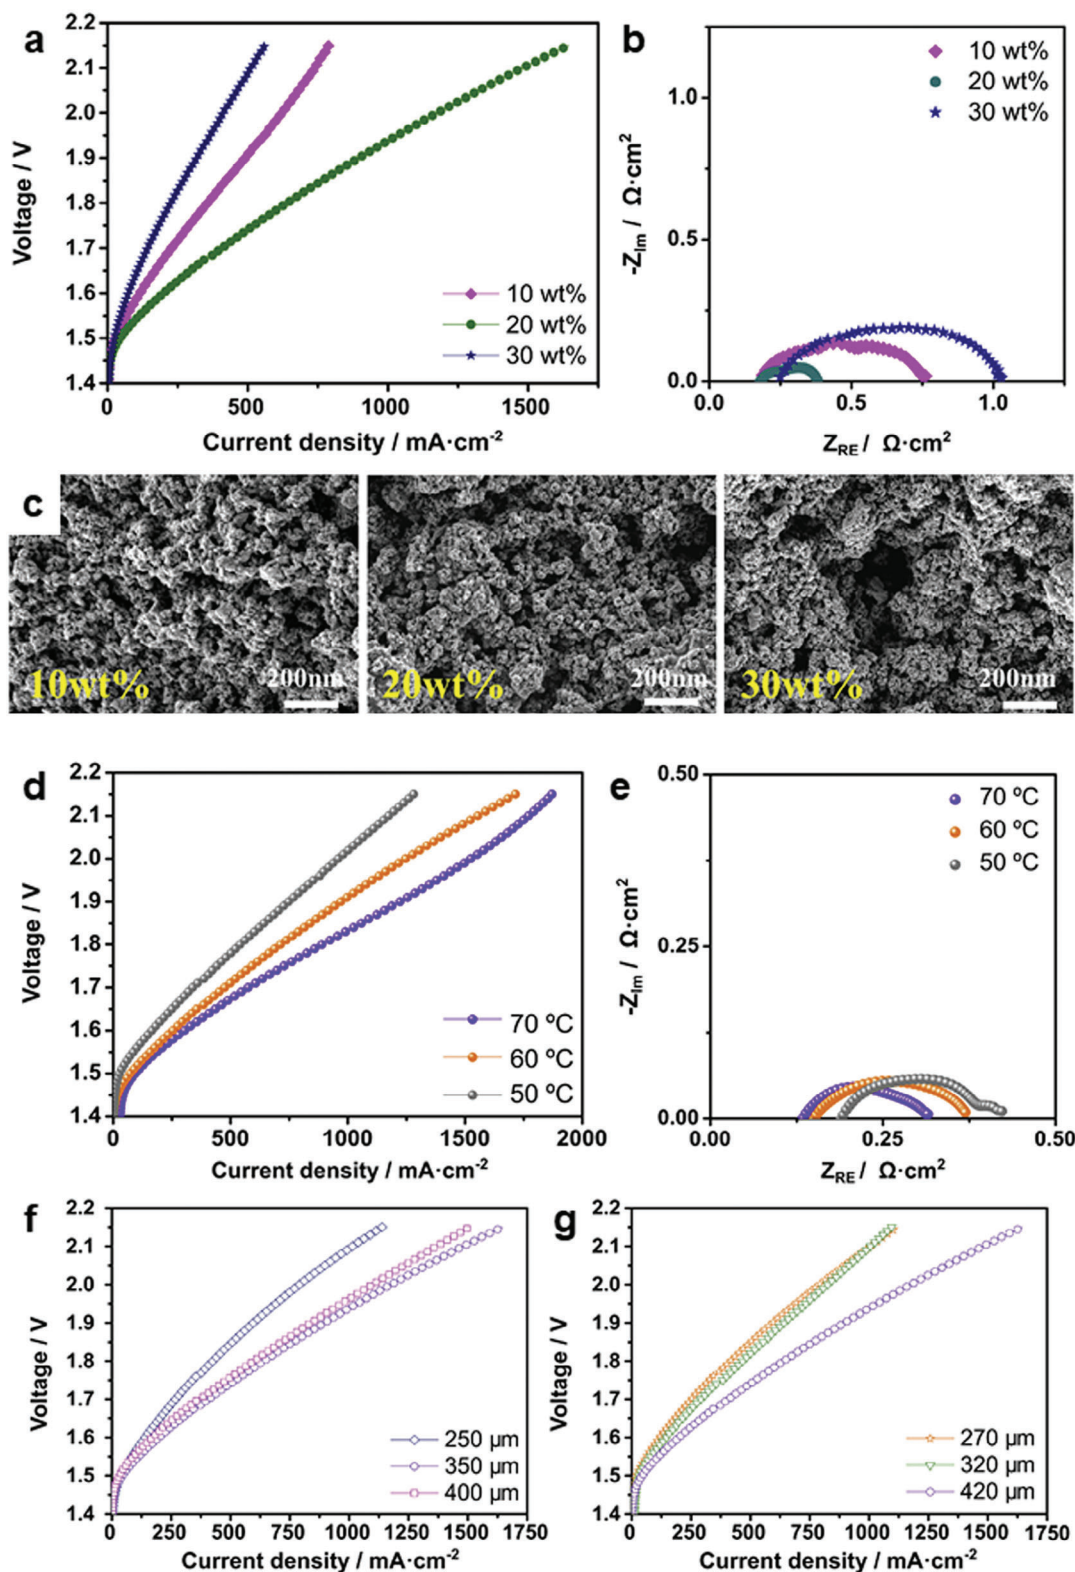 a
2.2
2.1
2.0
1.9
1.8
1.7
1.6
1.5
1.4
Voltage / V
0 500 1000 1500
Current density / mA·cm-2
10 wt%
20 wt%
30 wt%
b
1.0
0.5
0.0
-ZIm / Ω·cm2
0.0 0.5 1.0
ZRE / Ω·cm2
10 wt%
20 wt%
30 wt%
c
10wt% 200nm
20wt% 200nm
30wt% 200nm
d
2.2
2.1
2.0
1.9
1.8
1.7
1.6
1.5
1.4
Voltage / V
0 500 1000 1500 2000
Current density / mA·cm-2
70 ºC
60 ºC
50 ºC
e
0.50
0.25
0.00
-ZIm / Ω·cm2
0.00 0.25 0.50
ZRE / Ω·cm2
70 ºC
60 ºC
50 ºC
f
2.2
2.1
2.0
1.9
1.8
1.7
1.6
1.5
1.4
Voltage / V
0 250 500 750 1000 1250 1500 1750
Current density / mA·cm-2
250 µm
350 µm
400 µm
g
2.2
2.1
2.0
1.9
1.8
1.7
1.6
1.5
1.4
Voltage / V
0 250 500 750 1000 1250 1500 1750
Current density / mA·cm-2
270 µm
320 µm
420 µm